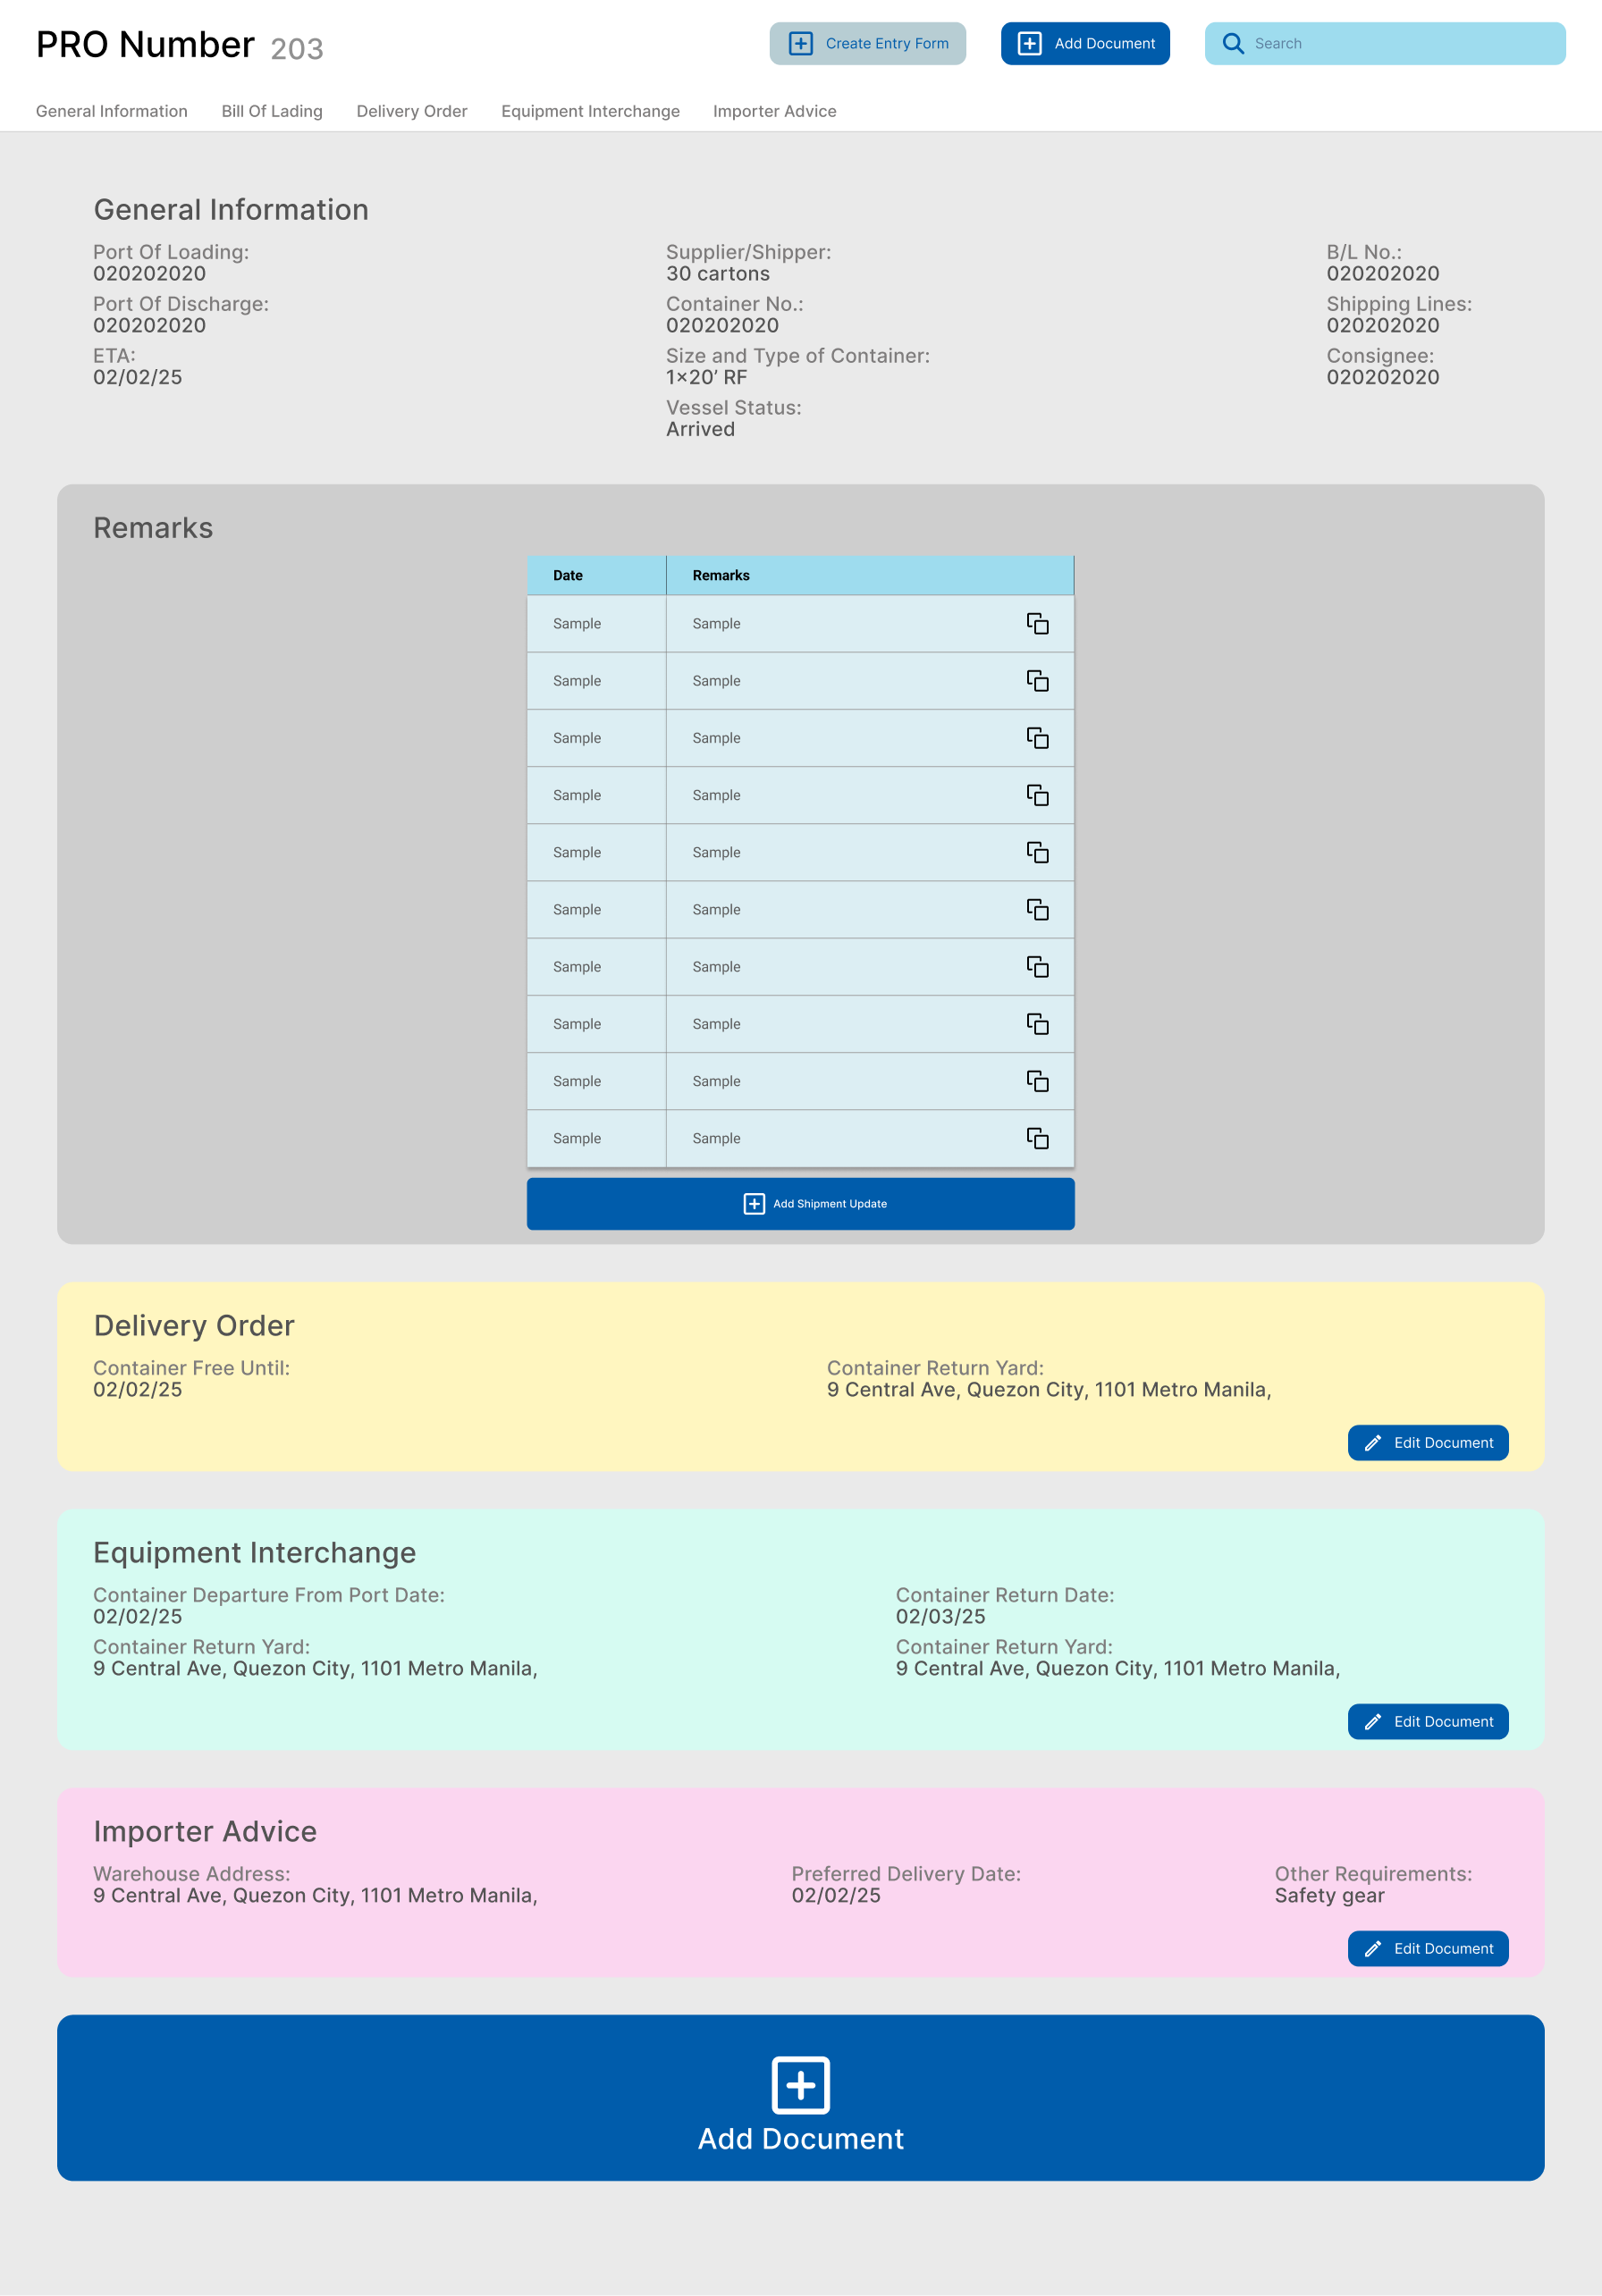 PRO Number 203
Create Entry Form
Add Document
Search
General Information
Bill Of Lading
Delivery Order
Equipment Interchange
Importer Advice
General Information
Port Of Loading:
020202020
Port Of Discharge:
020202020
ETA:
02/02/25
Supplier/Shipper:
30 cartons
Container No.:
020202020
Size and Type of Container:
1×20’ RF
Vessel Status:
Arrived
B/L No.:
020202020
Shipping Lines:
020202020
Consignee:
020202020
Remarks
Date Remarks
Sample Sample
Sample Sample
Sample Sample
Sample Sample
Sample Sample
Sample Sample
Sample Sample
Sample Sample
Sample Sample
Sample Sample
Add Shipment Update
Delivery Order
Container Free Until:
02/02/25
Container Return Yard:
9 Central Ave, Quezon City, 1101 Metro Manila,
Edit Document
Equipment Interchange
Container Departure From Port Date:
02/02/25
Container Return Yard:
9 Central Ave, Quezon City, 1101 Metro Manila,
Container Return Date:
02/03/25
Container Return Yard:
9 Central Ave, Quezon City, 1101 Metro Manila,
Edit Document
Importer Advice
Warehouse Address:
9 Central Ave, Quezon City, 1101 Metro Manila,
Preferred Delivery Date:
02/02/25
Other Requirements:
Safety gear
Edit Document
Add Document